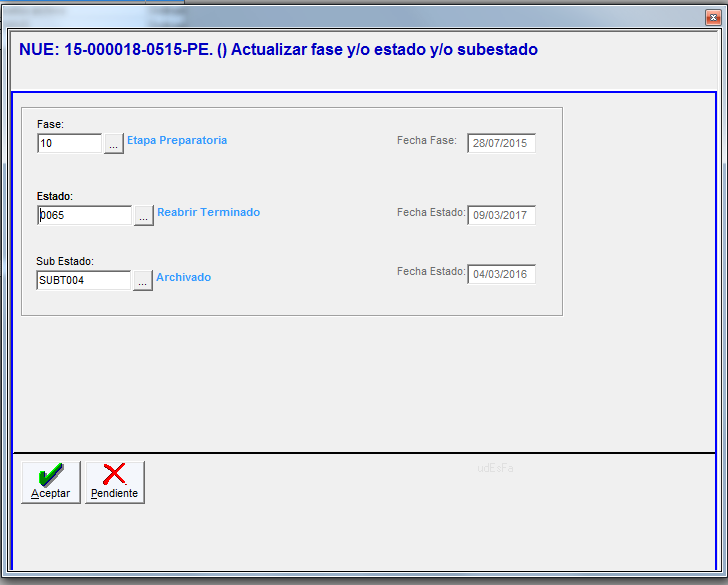 NUE: 15-000018-0515-PE. () Actualizar fase y/o estado y/o subestado
Fase:
10 ... Etapa Preparatoria Fecha Fase: 28/07/2015
Estado:
0065 ... Reabrir Terminado Fecha Estado: 09/03/2017
Sub Estado:
SUBT004 ... Archivado Fecha Estado: 04/03/2016
udEsFa
Aceptar Pendiente